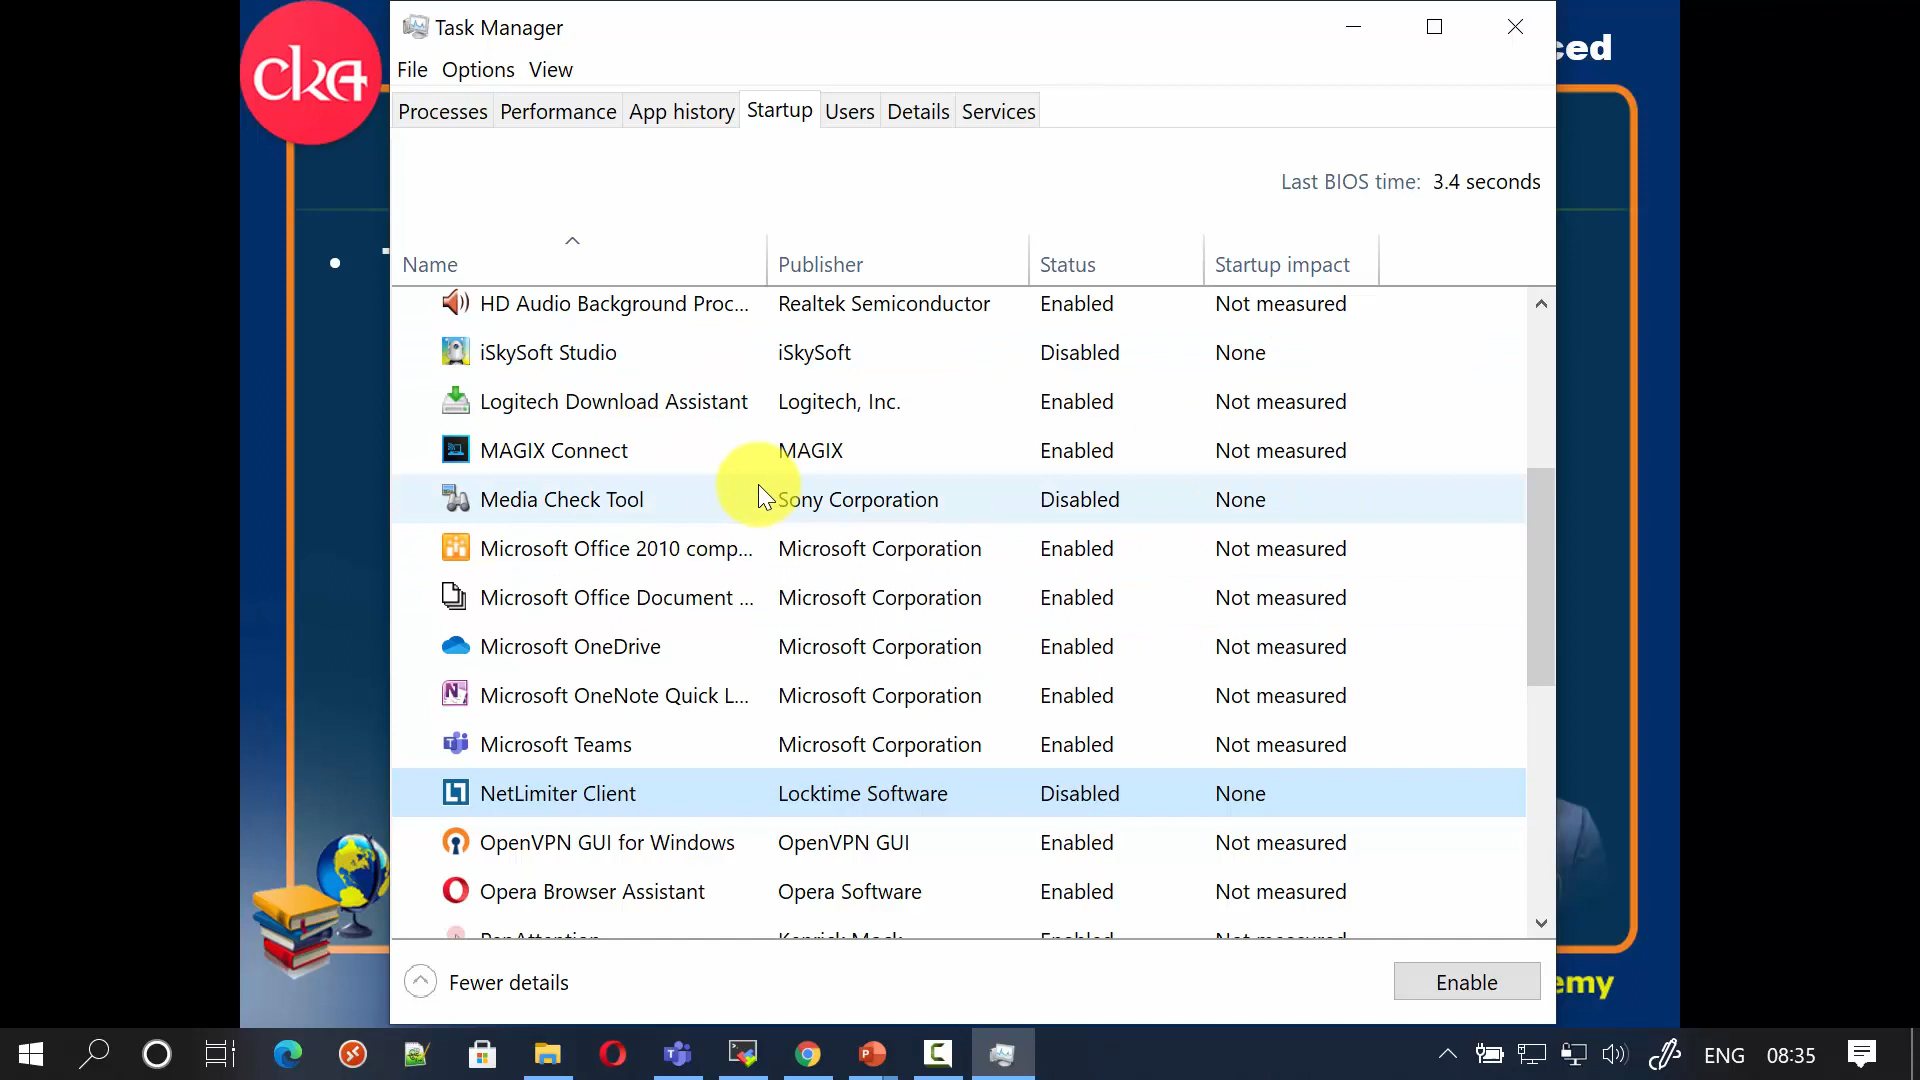 cka
Task Manager
ced
File Options View
Processes Performance App history Startup Users Details Services
Last BIOS time: 3.4 seconds
Name Publisher Status Startup impact
HD Audio Background Proc... Realtek Semiconductor Enabled Not measured
iSkySoft Studio iSkySoft Disabled None
Logitech Download Assistant Logitech, Inc. Enabled Not measured
MAGIX Connect MAGIX Enabled Not measured
Media Check Tool Sony Corporation Disabled None
Microsoft Office 2010 comp... Microsoft Corporation Enabled Not measured
Microsoft Office Document ... Microsoft Corporation Enabled Not measured
Microsoft OneDrive Microsoft Corporation Enabled Not measured
Microsoft OneNote Quick L... Microsoft Corporation Enabled Not measured
Microsoft Teams Microsoft Corporation Enabled Not measured
NetLimiter Client Locktime Software Disabled None
OpenVPN GUI for Windows OpenVPN GUI Enabled Not measured
Opera Browser Assistant Opera Software Enabled Not measured
Fewer details Enable
emy
ENG 08:35